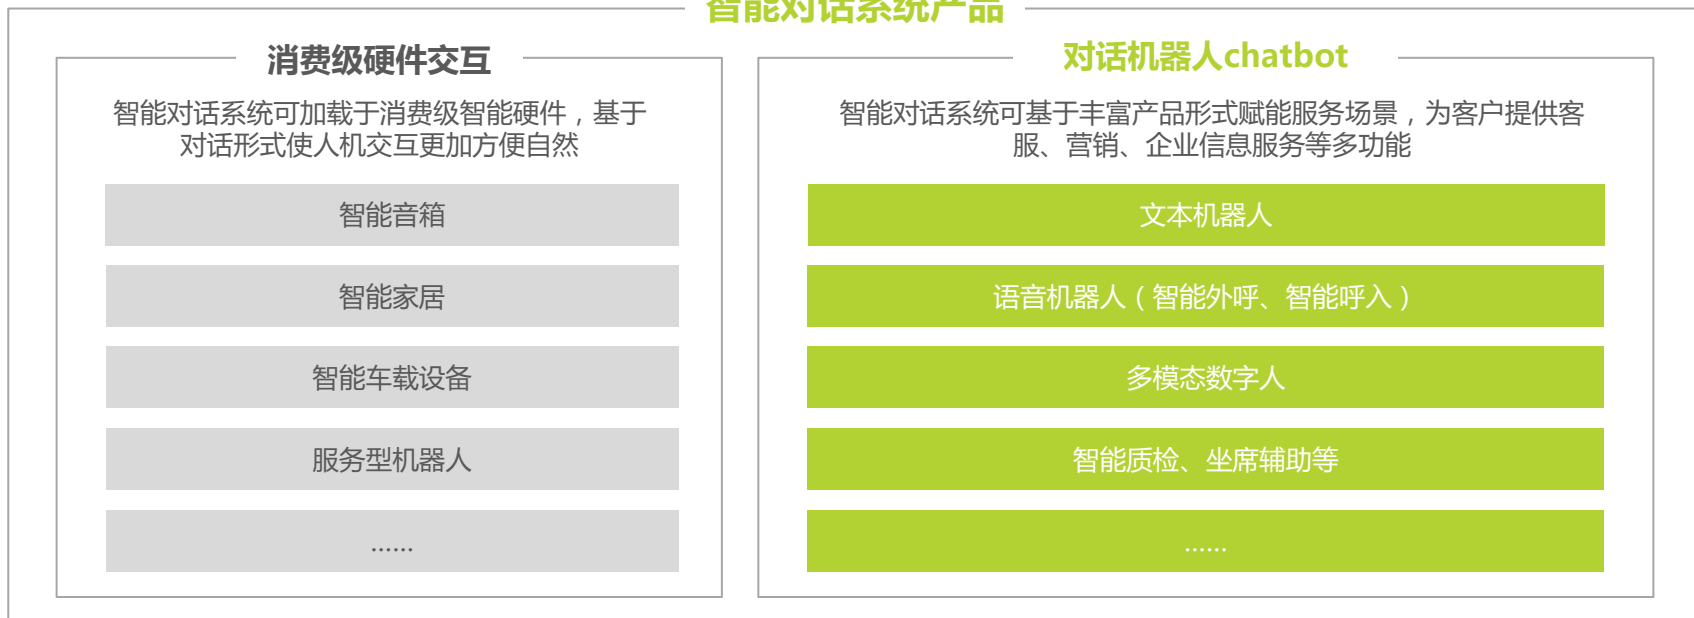 智能对话系统产品
消费级硬件交互
智能对话系统可加载于消费级智能硬件，基于
对话形式使人机交互更加方便自然
智能音箱
智能家居
智能车载设备
服务型机器人
……
对话机器人chatbot
智能对话系统可基于丰富产品形式赋能服务场景，为客户提供客
服、营销、企业信息服务等多功能
文本机器人
语音机器人（智能外呼、智能呼入）
多模态数字人
智能质检、坐席辅助等
……